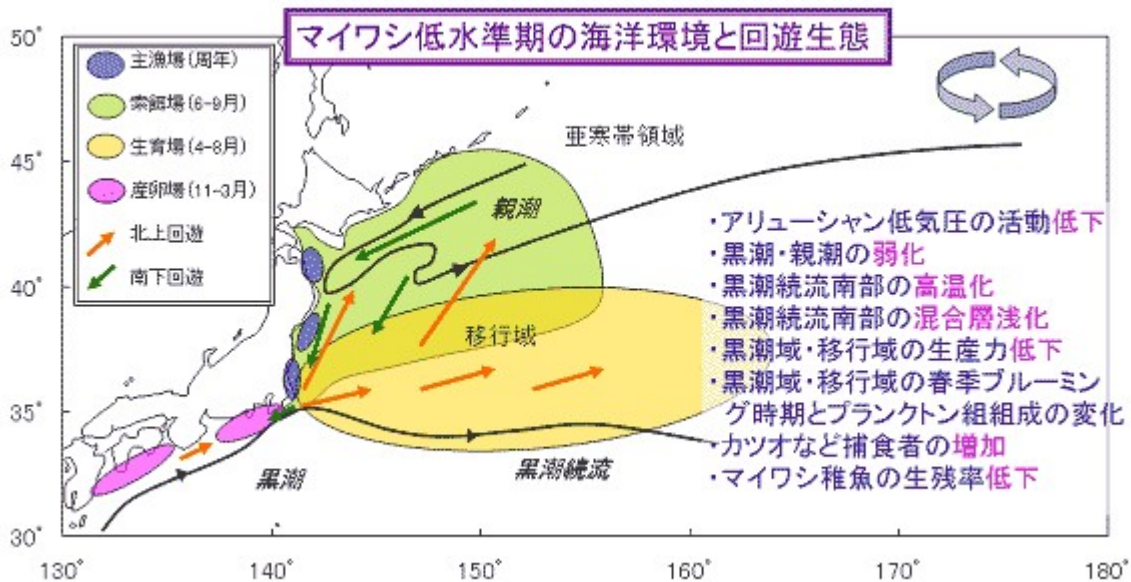 マイワシ低水準期の海洋環境と回遊生態
50°
45°
40°
35°
30°
130°
140°
150°
160°
170°
180°
主漁場(周年)
索餌場(6-9月)
生育場(4-8月)
産卵場(11-3月)
北上回遊
南下回遊
亜寒帯領域
親潮
移行域
黒潮
黒潮続流
・アリューシャン低気圧の活動低下
・黒潮・親潮の弱化
・黒潮続流南部の高温化
・黒潮続流南部の混合層浅化
・黒潮域・移行域の生産力低下
・黒潮域・移行域の春季ブルーミン
グ時期とプランクトン組組成の変化
・カツオなど捕食者の増加
・マイワシ稚魚の生残率低下